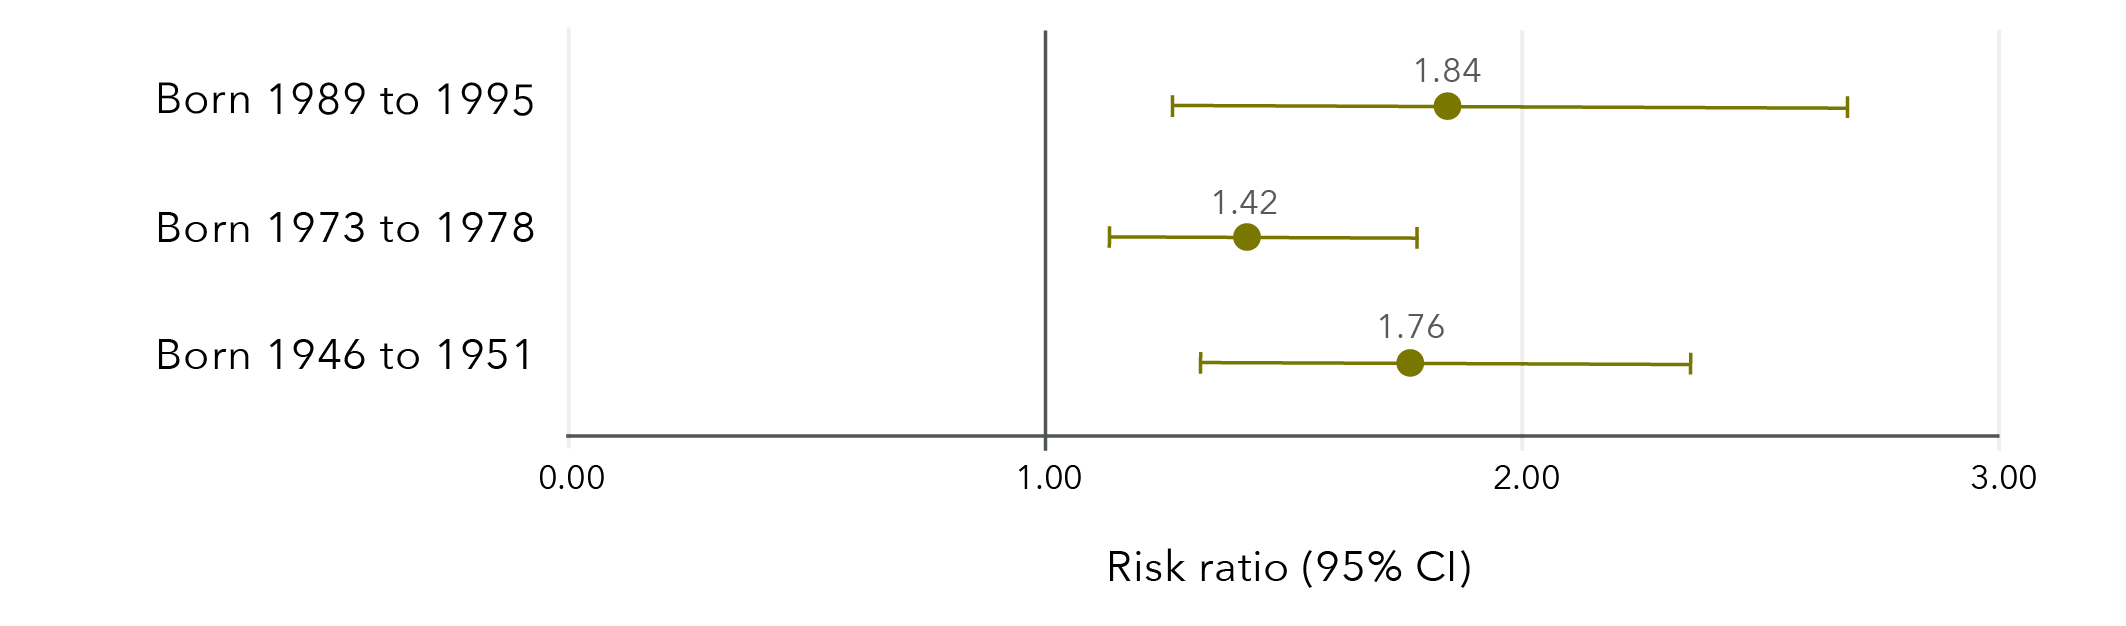 1.84
Born 1989 to 1995
1.42
Born 1973 to 1978
1.76
Born 1946 to 1951
0.00 1.00 2.00 3.00
Risk ratio (95% CI)